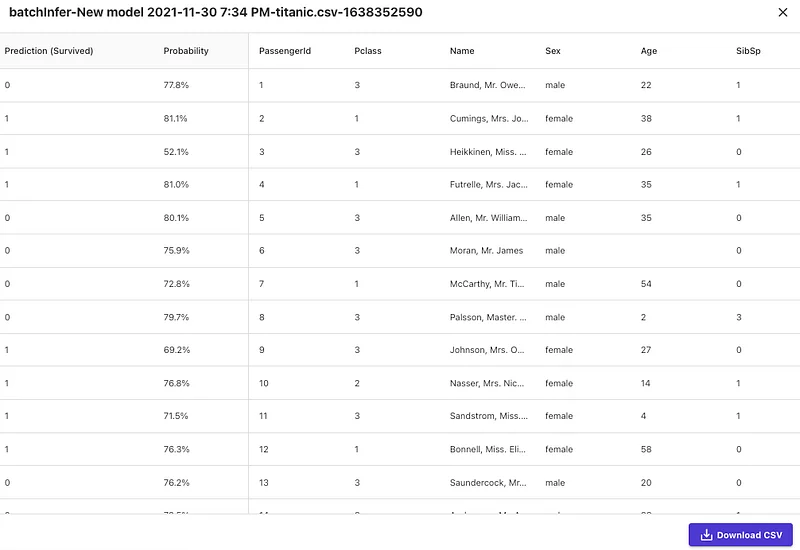 batchInfer-New model 2021-11-30 7:34 PM-titanic.csv-1638352590
Prediction (Survived) Probability PassengerId Pclass Name Sex Age SibSp
0 77.8% 1 3 Braund, Mr. Owe... male 22 1
1 81.1% 2 1 Cumings, Mrs. Jo... female 38 1
1 52.1% 3 3 Heikkinen, Miss. ... female 26 0
1 81.0% 4 1 Futrelle, Mrs. Jac... female 35 1
0 80.1% 5 3 Allen, Mr. William... male 35 0
0 75.9% 6 3 Moran, Mr. James male 0
0 72.8% 7 1 McCarthy, Mr. Ti... male 54 0
0 79.7% 8 3 Palsson, Master. ... male 2 3
1 69.2% 9 3 Johnson, Mrs. O... female 27 0
1 76.8% 10 2 Nasser, Mrs. Nic... female 14 1
1 71.5% 11 3 Sandstrom, Miss.... female 4 1
1 76.3% 12 1 Bonnell, Miss. Eli... female 58 0
0 76.2% 13 3 Saundercock, Mr... male 20 0
Download CSV